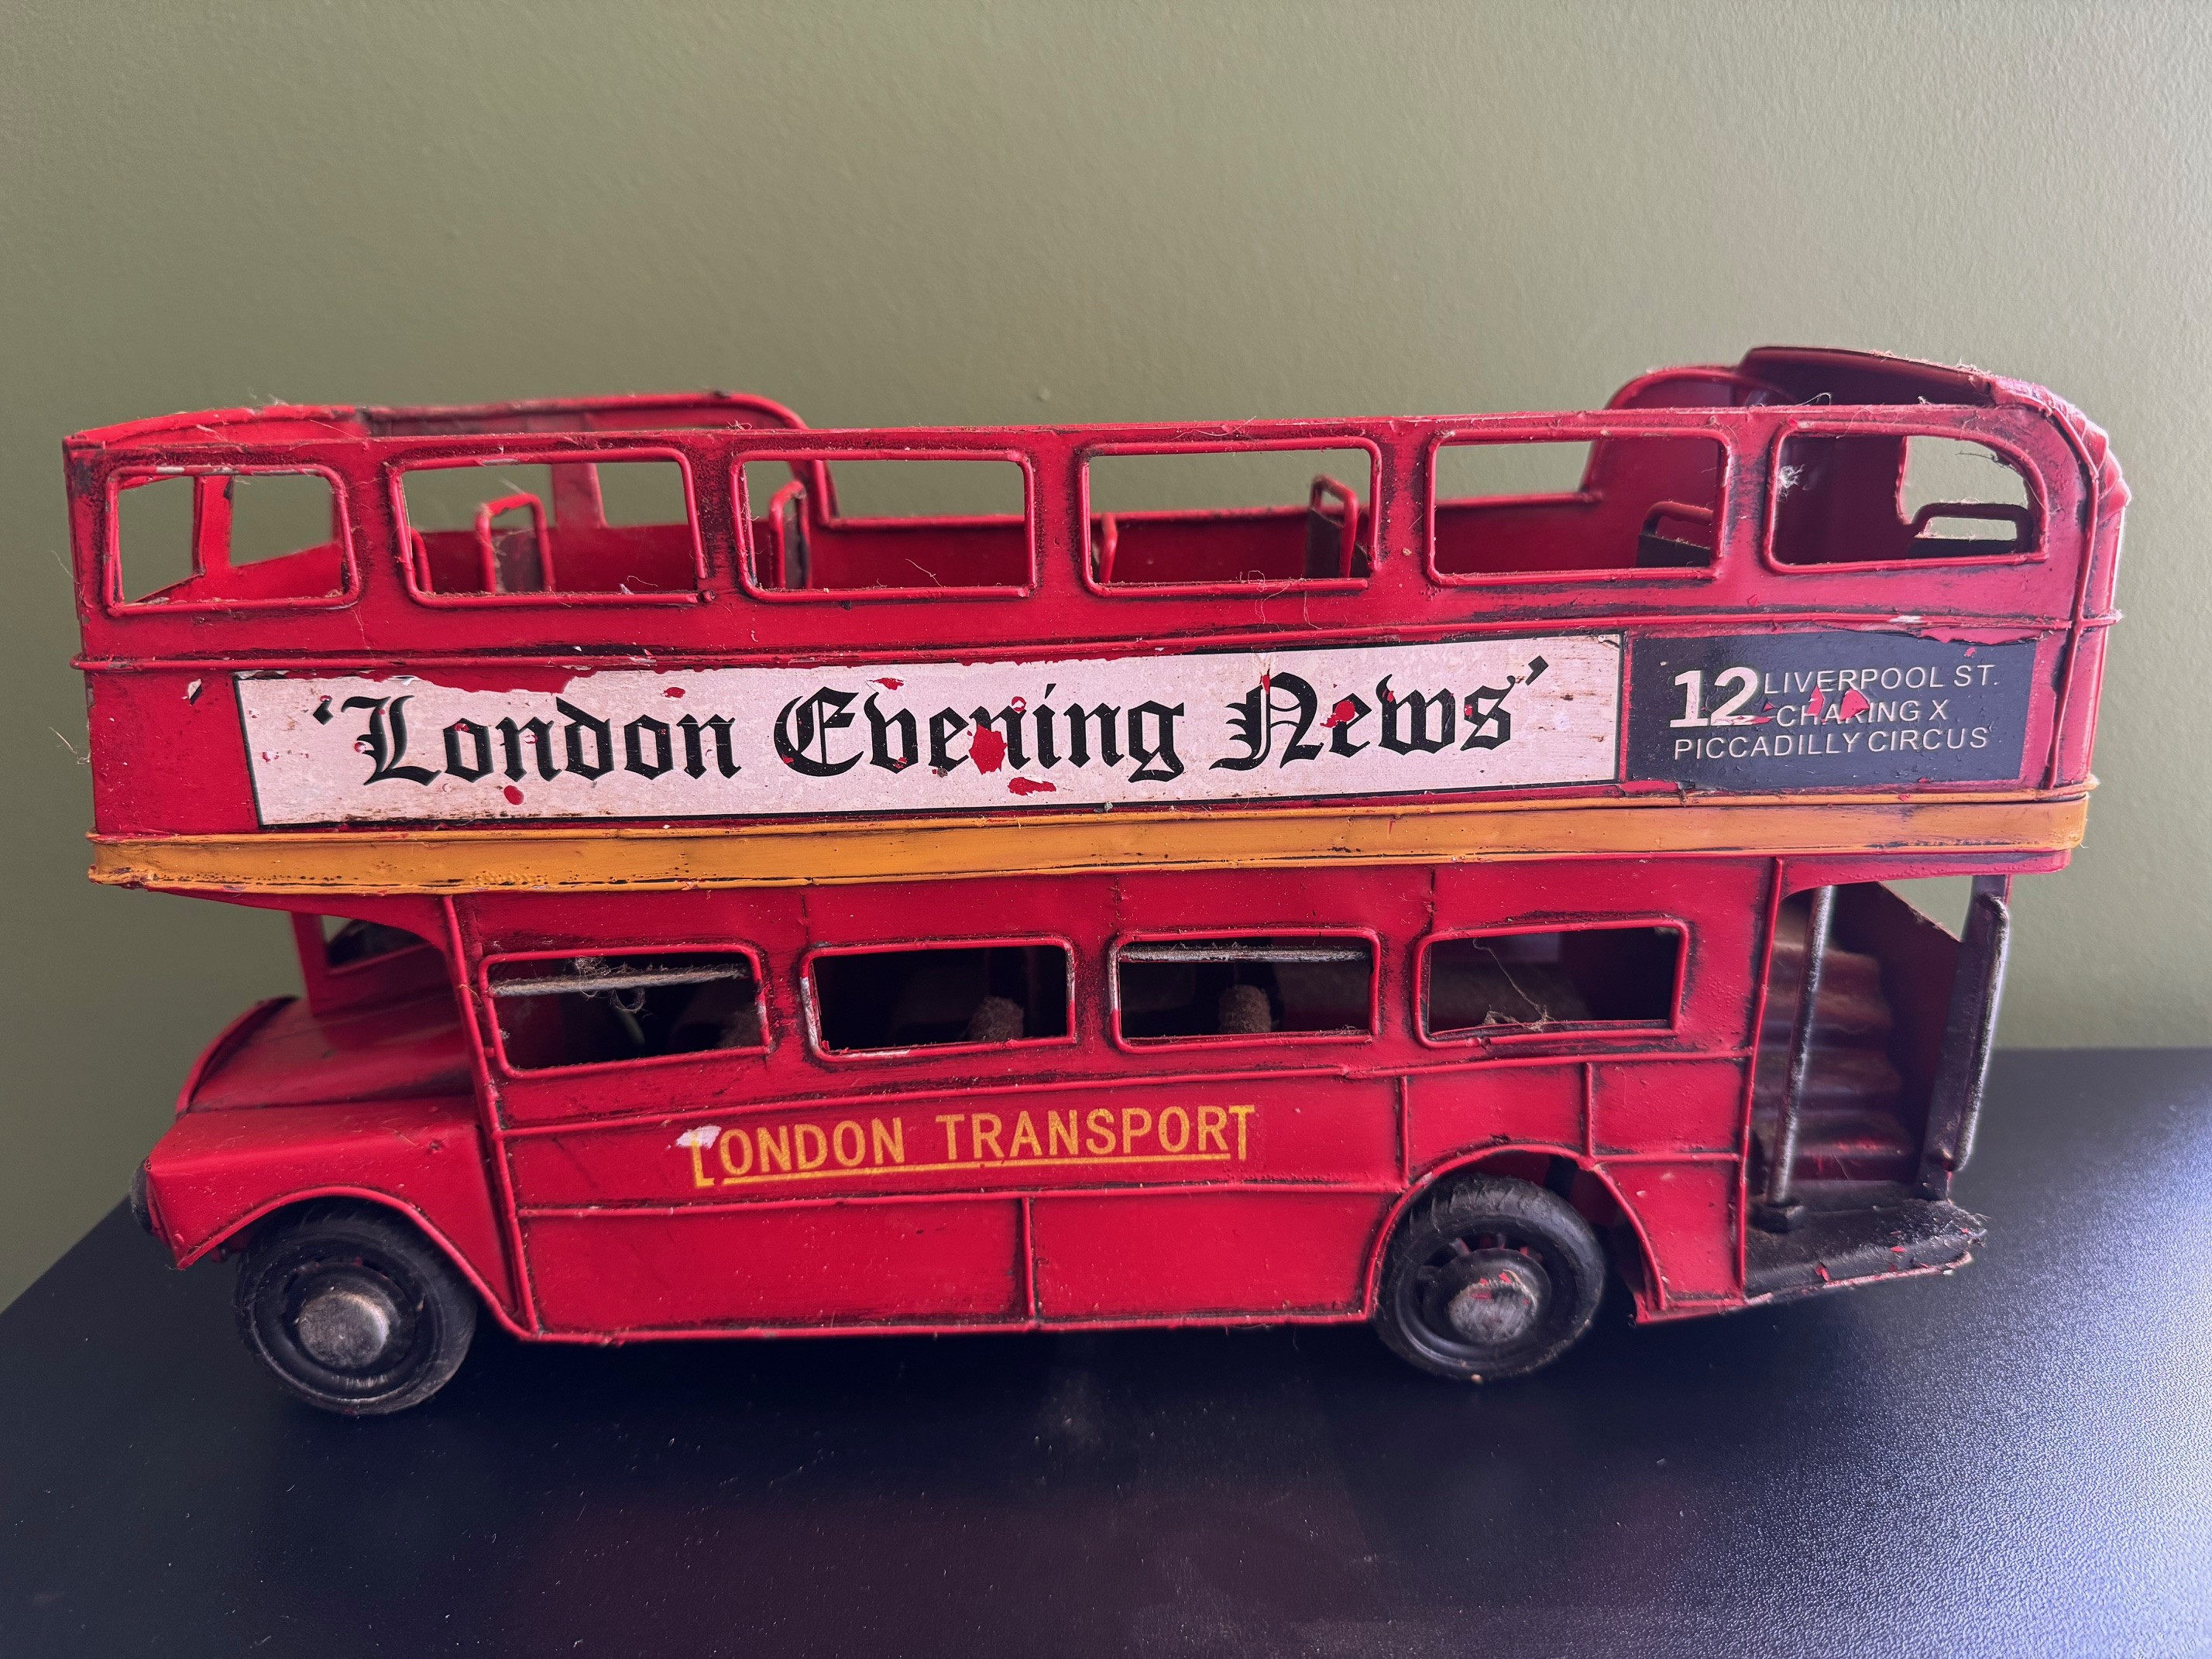 'London Evening News'
12 LIVERPOOL ST.
CHARING X
PICCADILLY CIRCUS
LONDON TRANSPORT